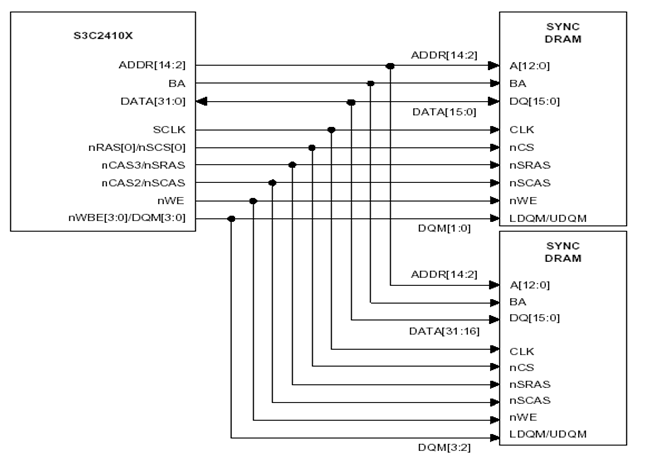 S3C2410X
ADDR[14:2]
BA
DATA[31:0]
SCLK
nRAS[0]/nSCS[0]
nCAS3/nSRAS
nCAS2/nSCAS
nWE
nWBE[3:0]/DQM[3:0]
ADDR[14:2]
DATA[15:0]
DQM[1:0]
SYNC
DRAM
A[12:0]
BA
DQ[15:0]
CLK
nCS
nSRAS
nSCAS
nWE
LDQM/UDQM
ADDR[14:2]
DATA[31:16]
DQM[3:2]
SYNC
DRAM
A[12:0]
BA
DQ[15:0]
CLK
nCS
nSRAS
nSCAS
nWE
LDQM/UDQM